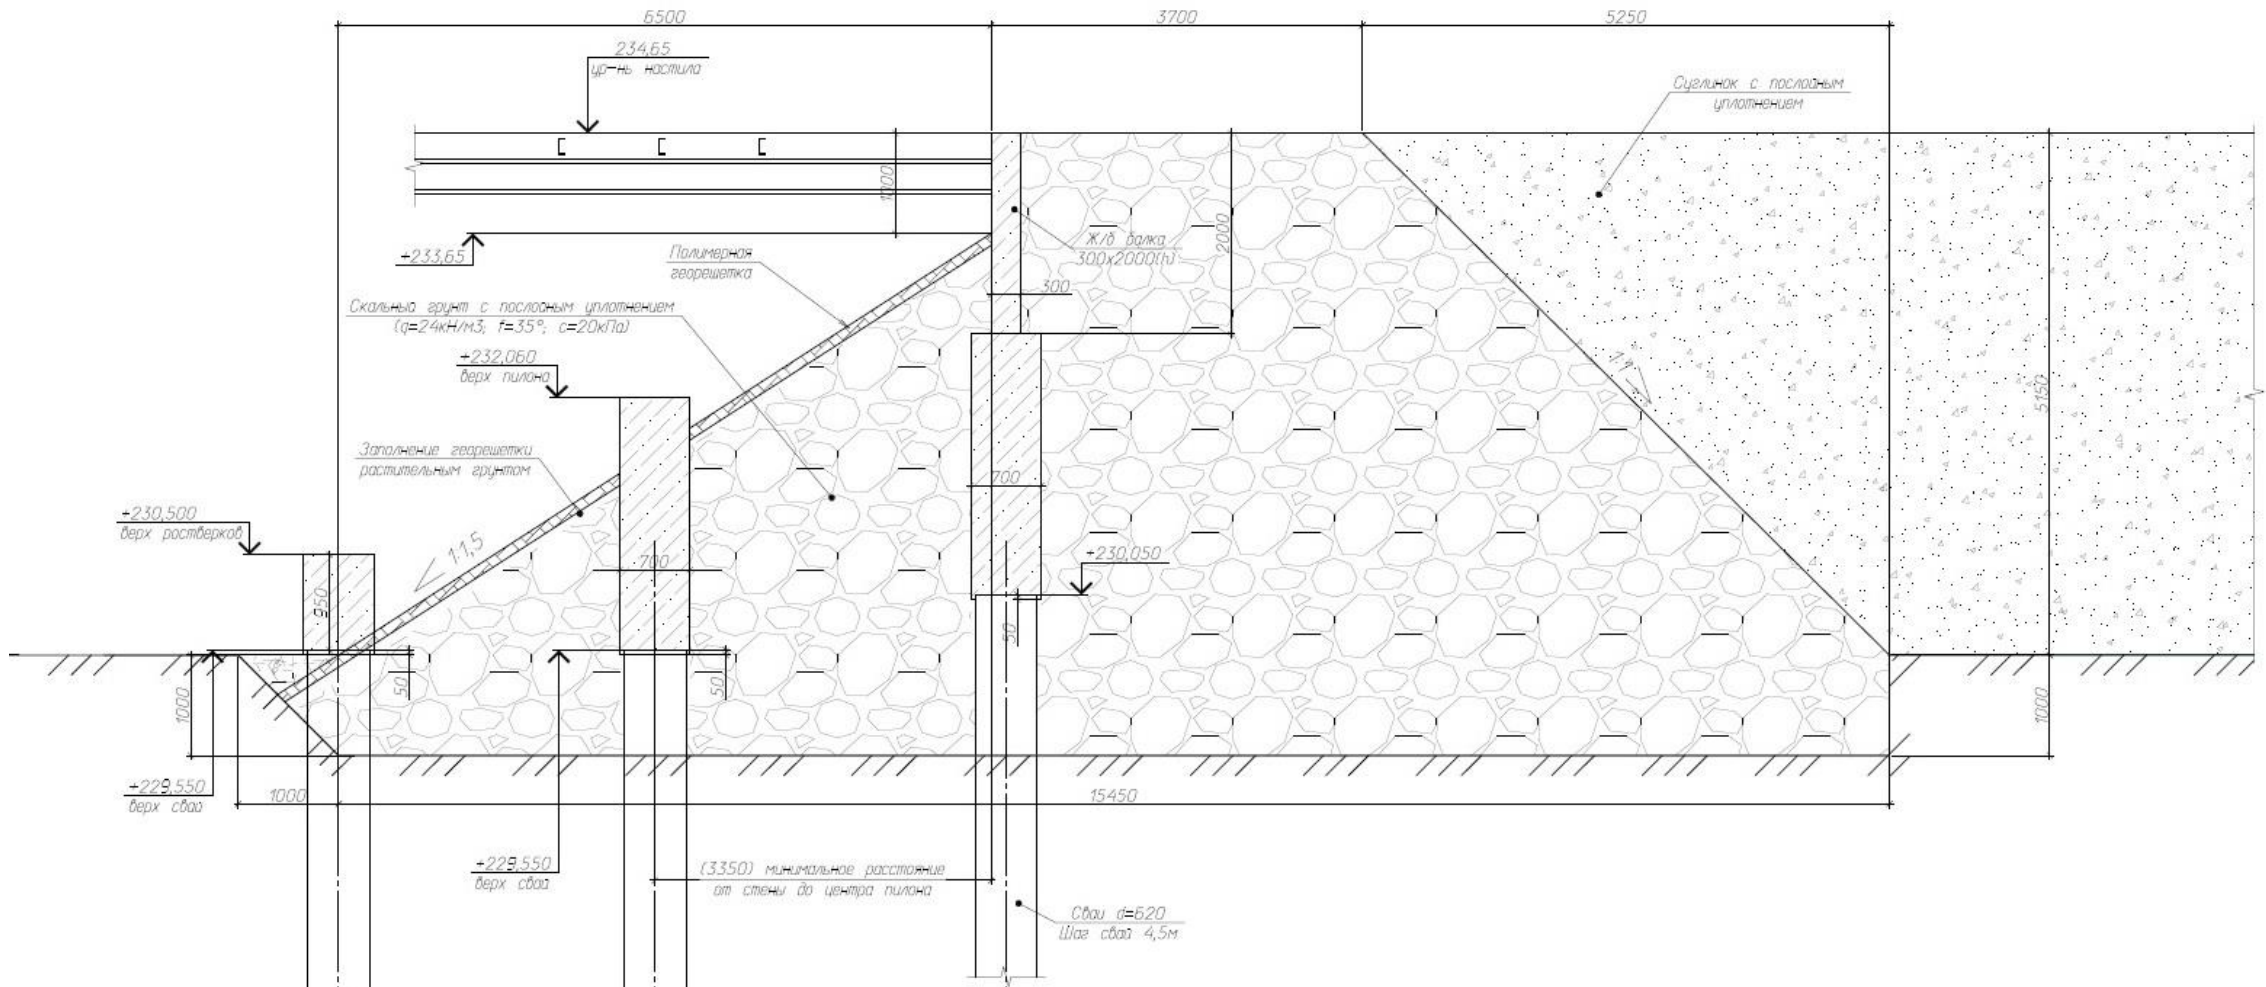 6500
3700
5250
234,65
ур-нь настила
Суглинок с послойным
уплотнением
1000
2000
+233,65
Полимерная
георешетка
Ж/б балка
300х2000(h)
300
Скальный грунт с послойным уплотнением
(q=24кН/м3; f=35°; c=20кПа)
+232,060
верх пилона
1:1
5150
Заполнение георешетки
растительным грунтом
700
+230,500
верх ростверков
1:1,5
700
+230,050
950
50
50
50
1000
1000
+229,550
верх свай
1000
15450
+229,550
верх свай
(3350) минимальное расстояние
от стены до центра пилона
Сваи d=620
Шаг свай 4,5м